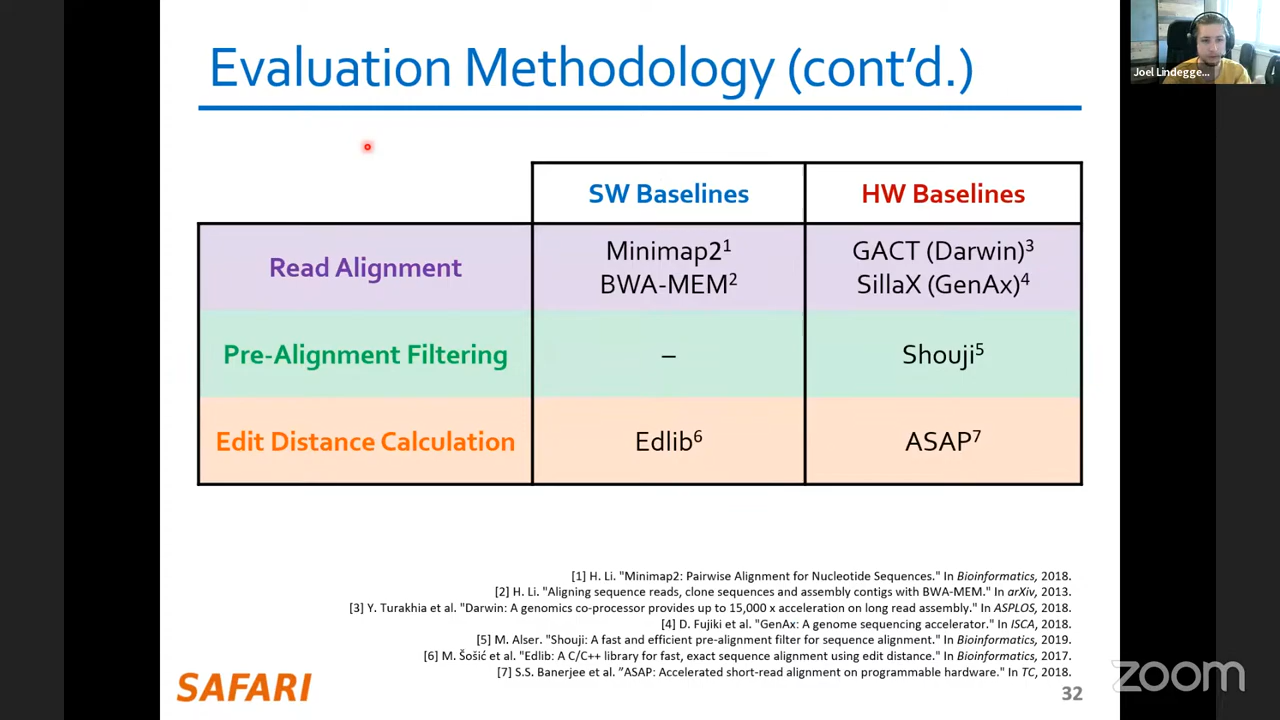 Evaluation Methodology (cont'd.)
Joel Lindegge...
SW Baselines
HW Baselines
Read Alignment
Minimap2¹
BWA-MEM²
GACT (Darwin)³
SillaX (GenAx)⁴
Pre-Alignment Filtering
–
Shouji⁵
Edit Distance Calculation
Edlib⁶
ASAP⁷
[1] H. Li. "Minimap2: Pairwise Alignment for Nucleotide Sequences." In Bioinformatics, 2018.
[2] H. Li. "Aligning sequence reads, clone sequences and assembly contigs with BWA-MEM." In arXiv, 2013.
[3] Y. Turakhia et al. "Darwin: A genomics co-processor provides up to 15,000 x acceleration on long read assembly." In ASPLOS, 2018.
[4] D. Fujiki et al. "GenAx: A genome sequencing accelerator." In ISCA, 2018.
[5] M. Alser. "Shouji: A fast and efficient pre-alignment filter for sequence alignment." In Bioinformatics, 2019.
[6] M. Šošić et al. "Edlib: A C/C++ library for fast, exact sequence alignment using edit distance." In Bioinformatics, 2017.
[7] S.S. Banerjee et al. "ASAP: Accelerated short-read alignment on programmable hardware." In TC, 2018.
SAFARI
32
zoom